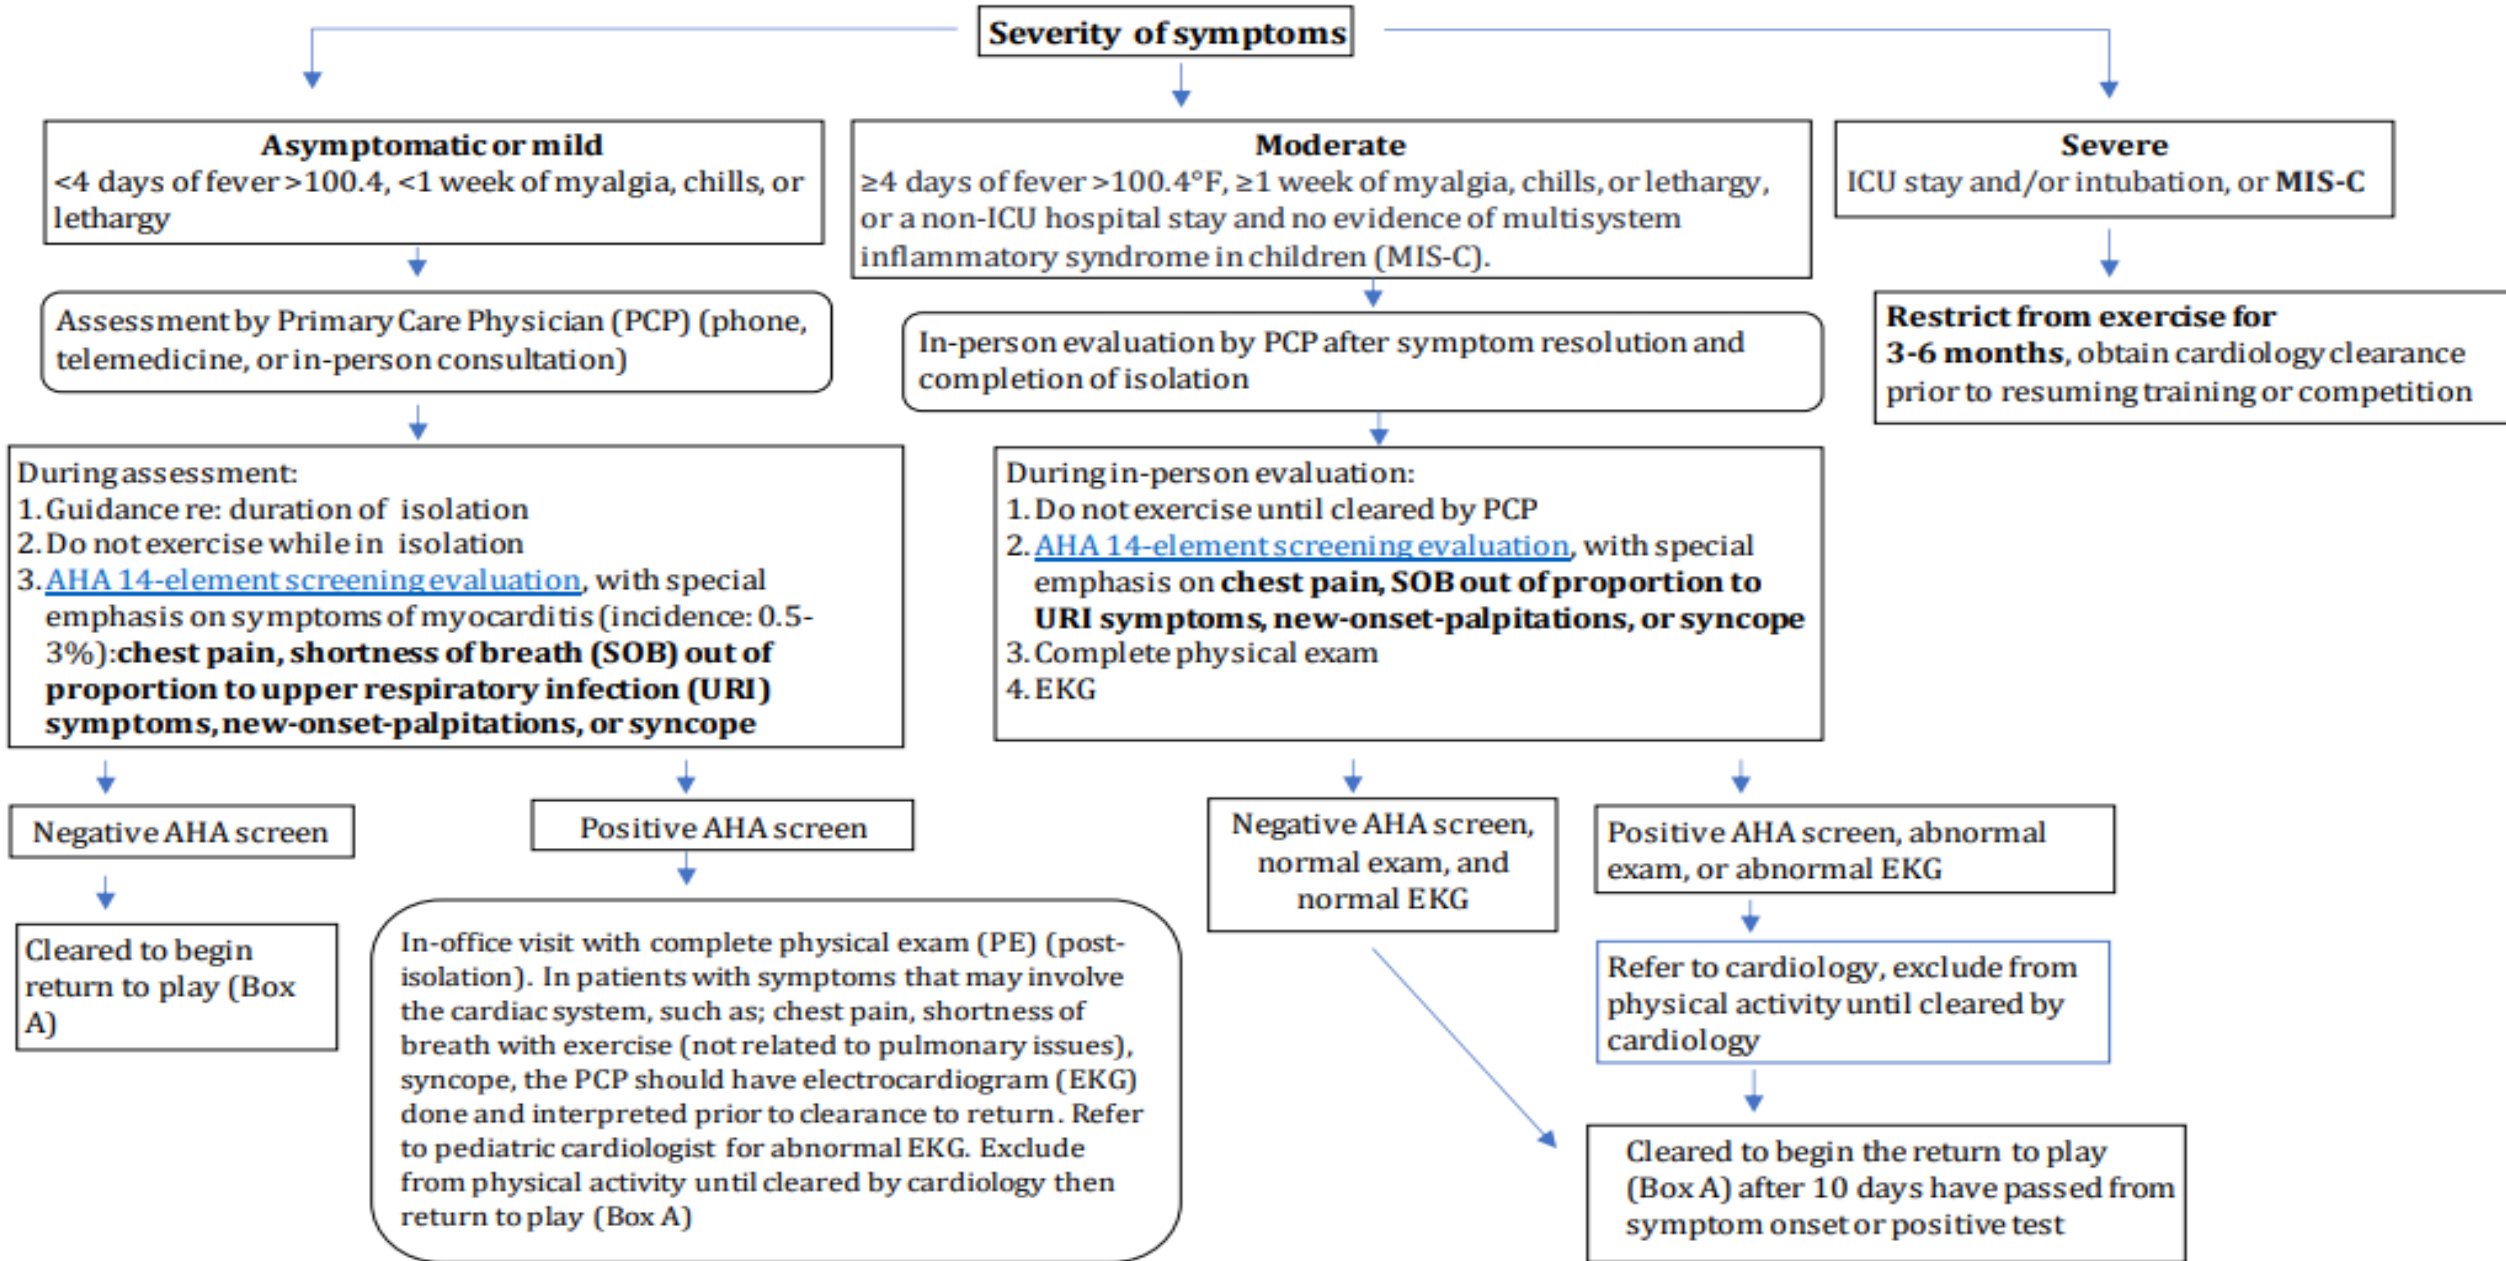 Severity of symptoms
Asymptomatic or mild
<4 days of fever >100.4, <1 week of myalgia, chills, or
lethargy
Moderate
≥4 days of fever >100.4°F, ≥1 week of myalgia, chills, or lethargy,
or a non-ICU hospital stay and no evidence of multisystem
inflammatory syndrome in children (MIS-C).
Severe
ICU stay and/or intubation, or MIS-C
Assessment by Primary Care Physician (PCP) (phone,
telemedicine, or in-person consultation)
In-person evaluation by PCP after symptom resolution and
completion of isolation
Restrict from exercise for
3-6 months, obtain cardiology clearance
prior to resuming training or competition
During assessment:
1. Guidance re: duration of isolation
2. Do not exercise while in isolation
3. AHA 14-element screening evaluation, with special
emphasis on symptoms of myocarditis (incidence: 0.5-
3%):chest pain, shortness of breath (SOB) out of
proportion to upper respiratory infection (URI)
symptoms, new-onset-palpitations, or syncope
During in-person evaluation:
1. Do not exercise until cleared by PCP
2. AHA 14-element screening evaluation, with special
emphasis on chest pain, SOB out of proportion to
URI symptoms, new-onset-palpitations, or syncope
3. Complete physical exam
4. EKG
Negative AHA screen
Positive AHA screen
Negative AHA screen,
normal exam, and
normal EKG
Positive AHA screen, abnormal
exam, or abnormal EKG
Cleared to begin
return to play (Box
A)
In-office visit with complete physical exam (PE) (post-
isolation). In patients with symptoms that may involve
the cardiac system, such as; chest pain, shortness of
breath with exercise (not related to pulmonary issues),
syncope, the PCP should have electrocardiogram (EKG)
done and interpreted prior to clearance to return. Refer
to pediatric cardiologist for abnormal EKG. Exclude
from physical activity until cleared by cardiology then
return to play (Box A)
Refer to cardiology, exclude from
physical activity until cleared by
cardiology
Cleared to begin the return to play
(Box A) after 10 days have passed from
symptom onset or positive test